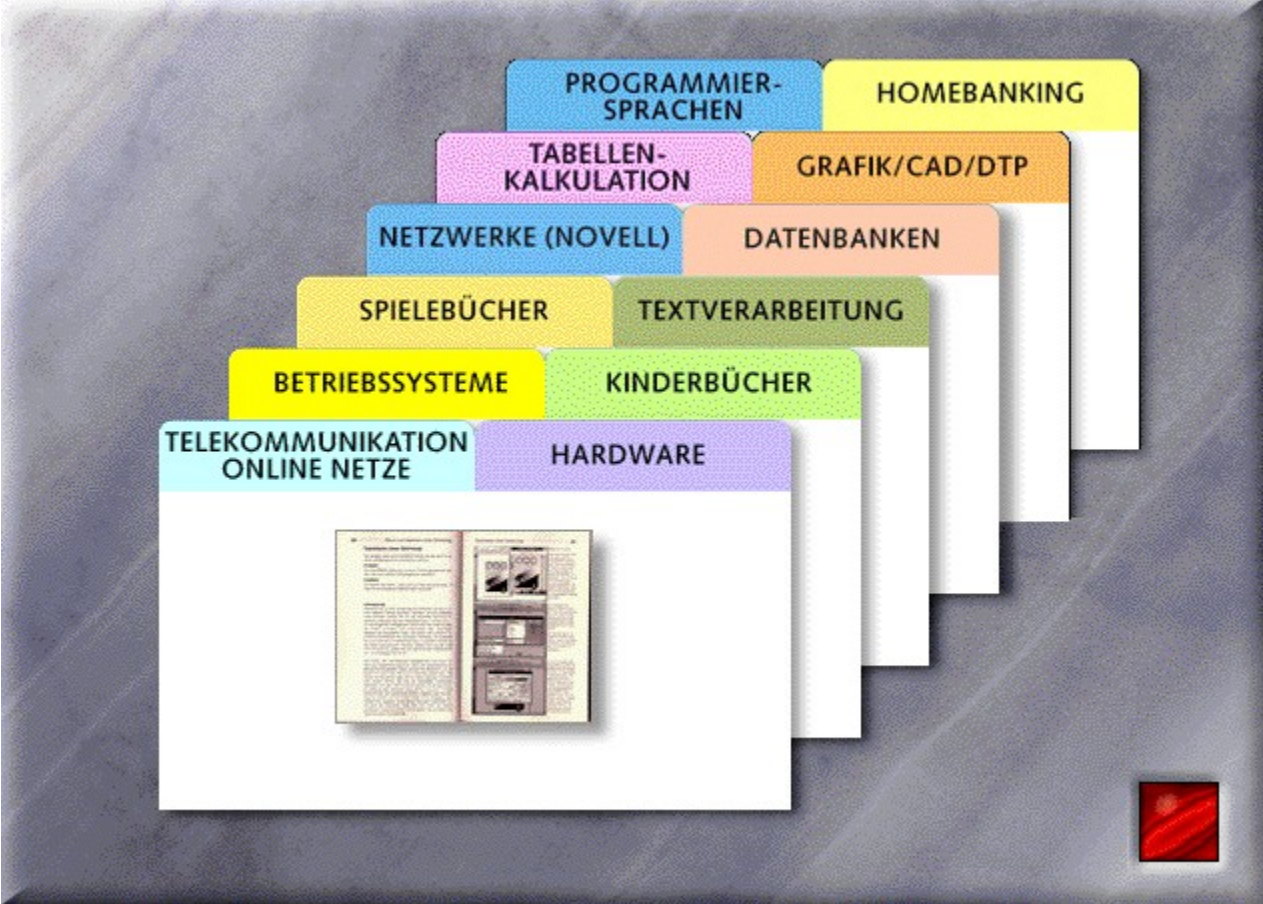 PROGRAMMIER-
SPRACHEN
HOMEBANKING
TABELLEN-
KALKULATION
GRAFIK/CAD/DTP
NETZWERKE (NOVELL)
DATENBANKEN
SPIELEBÜCHER
TEXTVERARBEITUNG
BETRIEBSSYSTEME
KINDERBÜCHER
TELEKOMMUNIKATION
ONLINE NETZE
HARDWARE